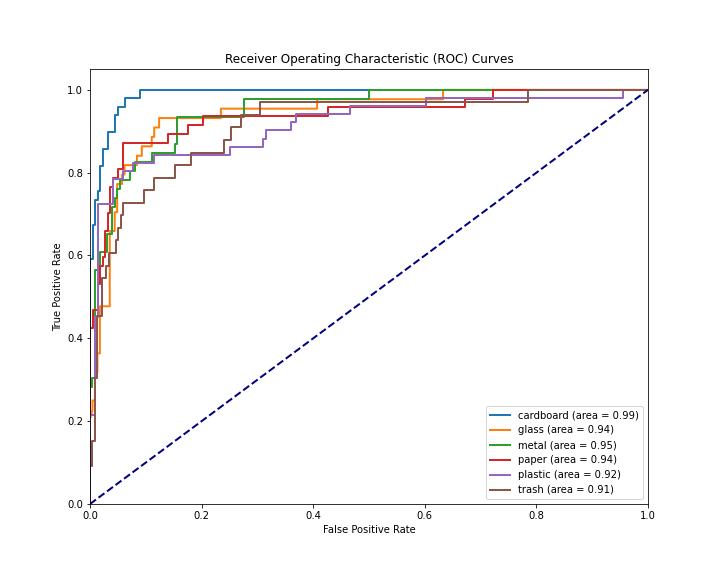 Receiver Operating Characteristic (ROC) Curves
1.0
0.8
0.6
0.4
0.2
0.0
True Positive Rate
0.0 0.2 0.4 0.6 0.8 1.0
False Positive Rate
cardboard (area = 0.99)
glass (area = 0.94)
metal (area = 0.95)
paper (area = 0.94)
plastic (area = 0.92)
trash (area = 0.91)